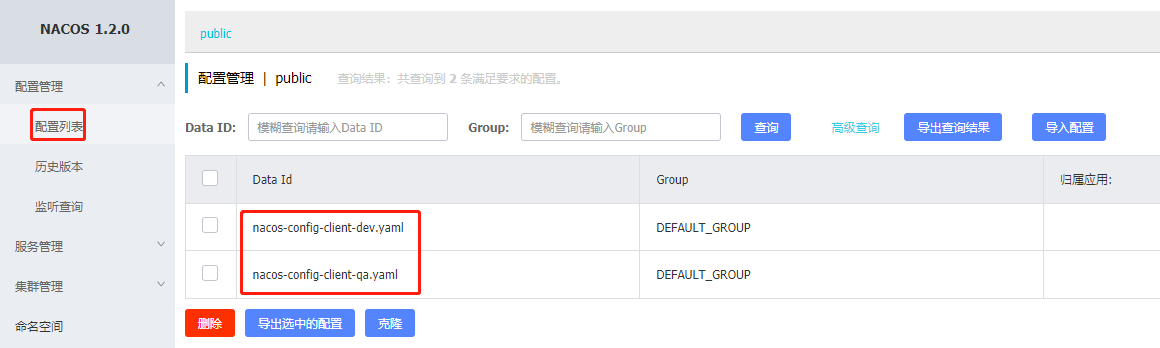 NACOS 1.2.0
配置管理
配置列表
历史版本
监听查询
服务管理
集群管理
命名空间
public
配置管理 | public 查询结果：共查询到 2 条满足要求的配置。
Data ID: 模糊查询请输入Data ID Group: 模糊查询请输入Group 查询 高级查询 导出查询结果 导入配置
Data Id Group 归属应用:
nacos-config-client-dev.yaml DEFAULT_GROUP
nacos-config-client-qa.yaml DEFAULT_GROUP
删除 导出选中的配置 克隆